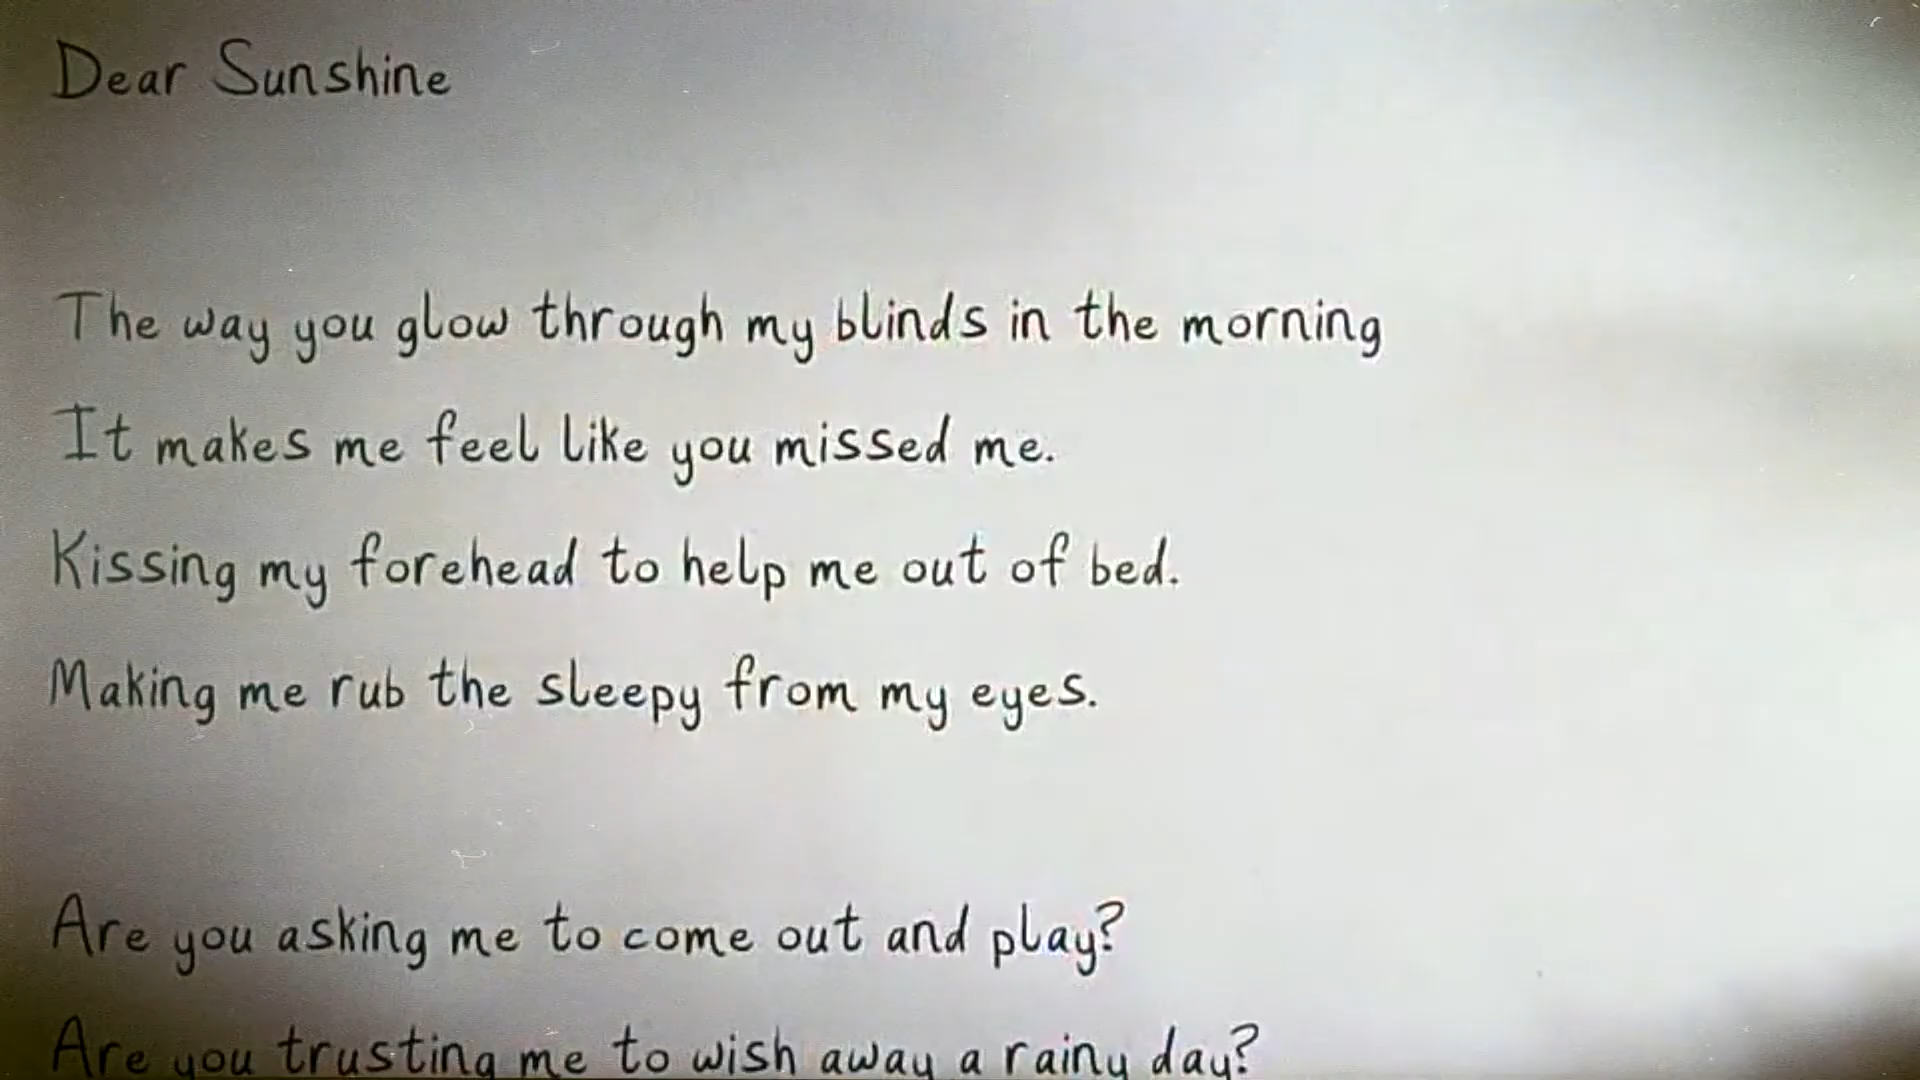 Dear Sunshine
The way you glow through my blinds in the morning
It makes me feel like you missed me.
Kissing my forehead to help me out of bed.
Making me rub the sleepy from my eyes.
Are you asking me to come out and play?
Are you trusting me to wish away a rainy day?